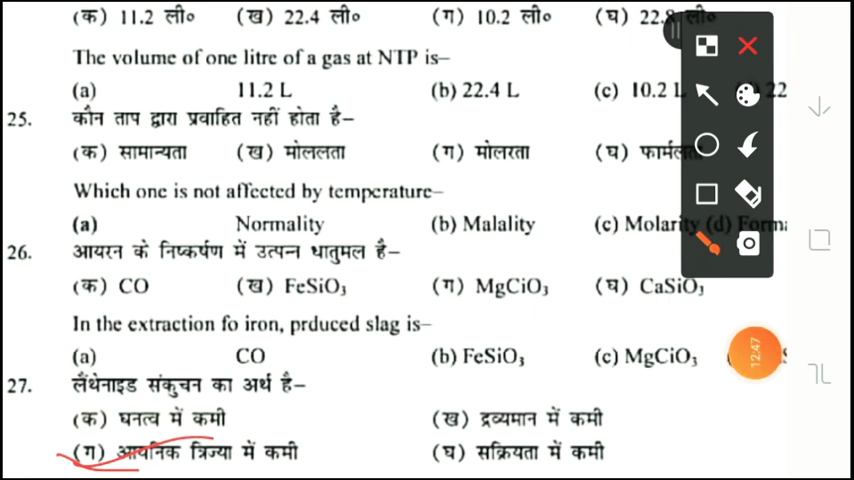 (क) 11.2 ली० (ख) 22.4 ली० (ग) 10.2 ली० (घ) 22.8 ली०
The volume of one litre of a gas at NTP is–
(a) 11.2 L (b) 22.4 L (c) 10.2 L 22
25. कौन ताप द्वारा प्रवाहित नहीं होता है–
(क) सामान्यता (ख) मोललता (ग) मोलरता (घ) फार्मलता
Which one is not affected by temperature–
(a) Normality (b) Malality (c) Molarity (d) Forma
26. आयरन के निष्कर्षण में उत्पन्न धातुमल है–
(क) CO (ख) FeSiO₃ (ग) MgCiO₃ (घ) CaSiO₃
In the extraction fo iron, prduced slag is–
(a) CO (b) FeSiO₃ (c) MgCiO₃
12:47
27. लैंथेनाइड संकुचन का अर्थ है–
(क) घनत्व में कमी (ख) द्रव्यमान में कमी
(ग) आयनिक त्रिज्या में कमी (घ) सक्रियता में कमी